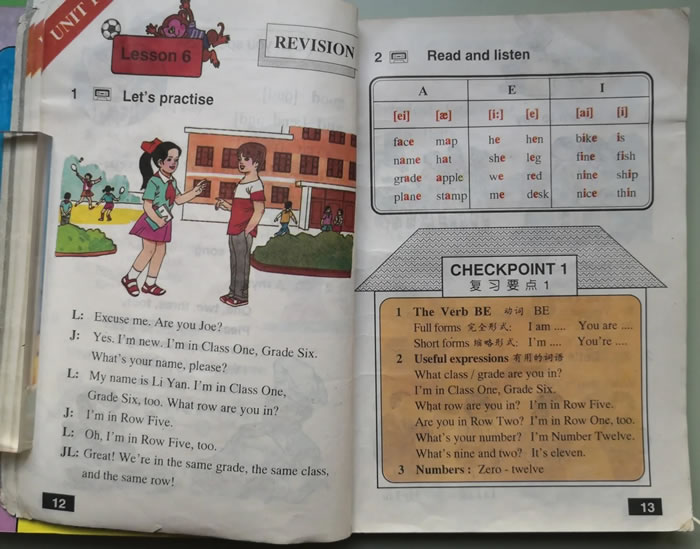 UNIT 1
Lesson 6
REVISION
1 Let's practise
L: Excuse me. Are you Joe?
J: Yes. I'm new. I'm in Class One, Grade Six.
What's your name, please?
L: My name is Li Yan. I'm in Class One,
Grade Six, too. What row are you in?
J: I'm in Row Five.
L: Oh, I'm in Row Five, too.
JL: Great! We're in the same grade, the same class,
and the same row!
12
2 Read and listen
A E I
[ei] [æ] [i:] [e] [ai] [i]
face map he hen bike is
name hat she leg fine fish
grade apple we red nine ship
plane stamp me desk nice thin
CHECKPOINT 1
复习要点 1
1 The Verb BE 动词 BE
Full forms 完全形式: I am .... You are ....
Short forms 缩略形式: I'm .... You're ....
2 Useful expressions 有用的词语
What class / grade are you in?
I'm in Class One, Grade Six.
What row are you in? I'm in Row Five.
Are you in Row Two? I'm in Row One, too.
What's your number? I'm Number Twelve.
What's nine and two? It's eleven.
3 Numbers: Zero - twelve
13